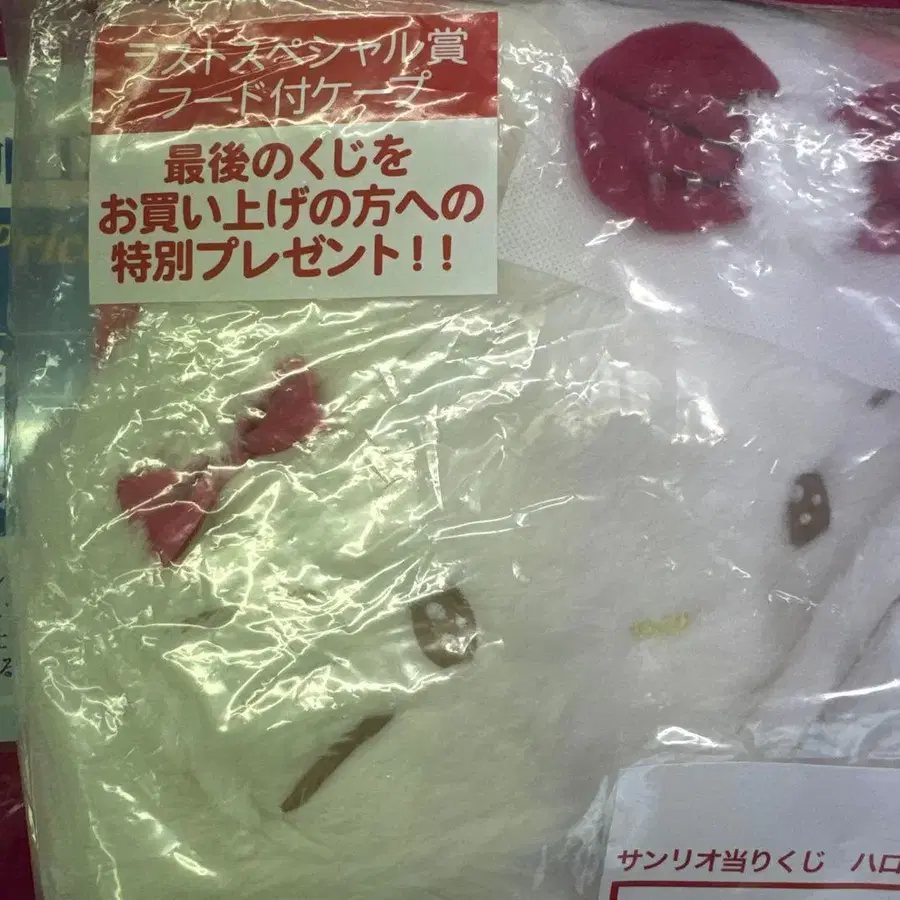 ラストスペシャル賞
フード付ケープ
最後のくじを
お買い上げの方への
特別プレゼント!!
サンリオ当りくじ ハロ